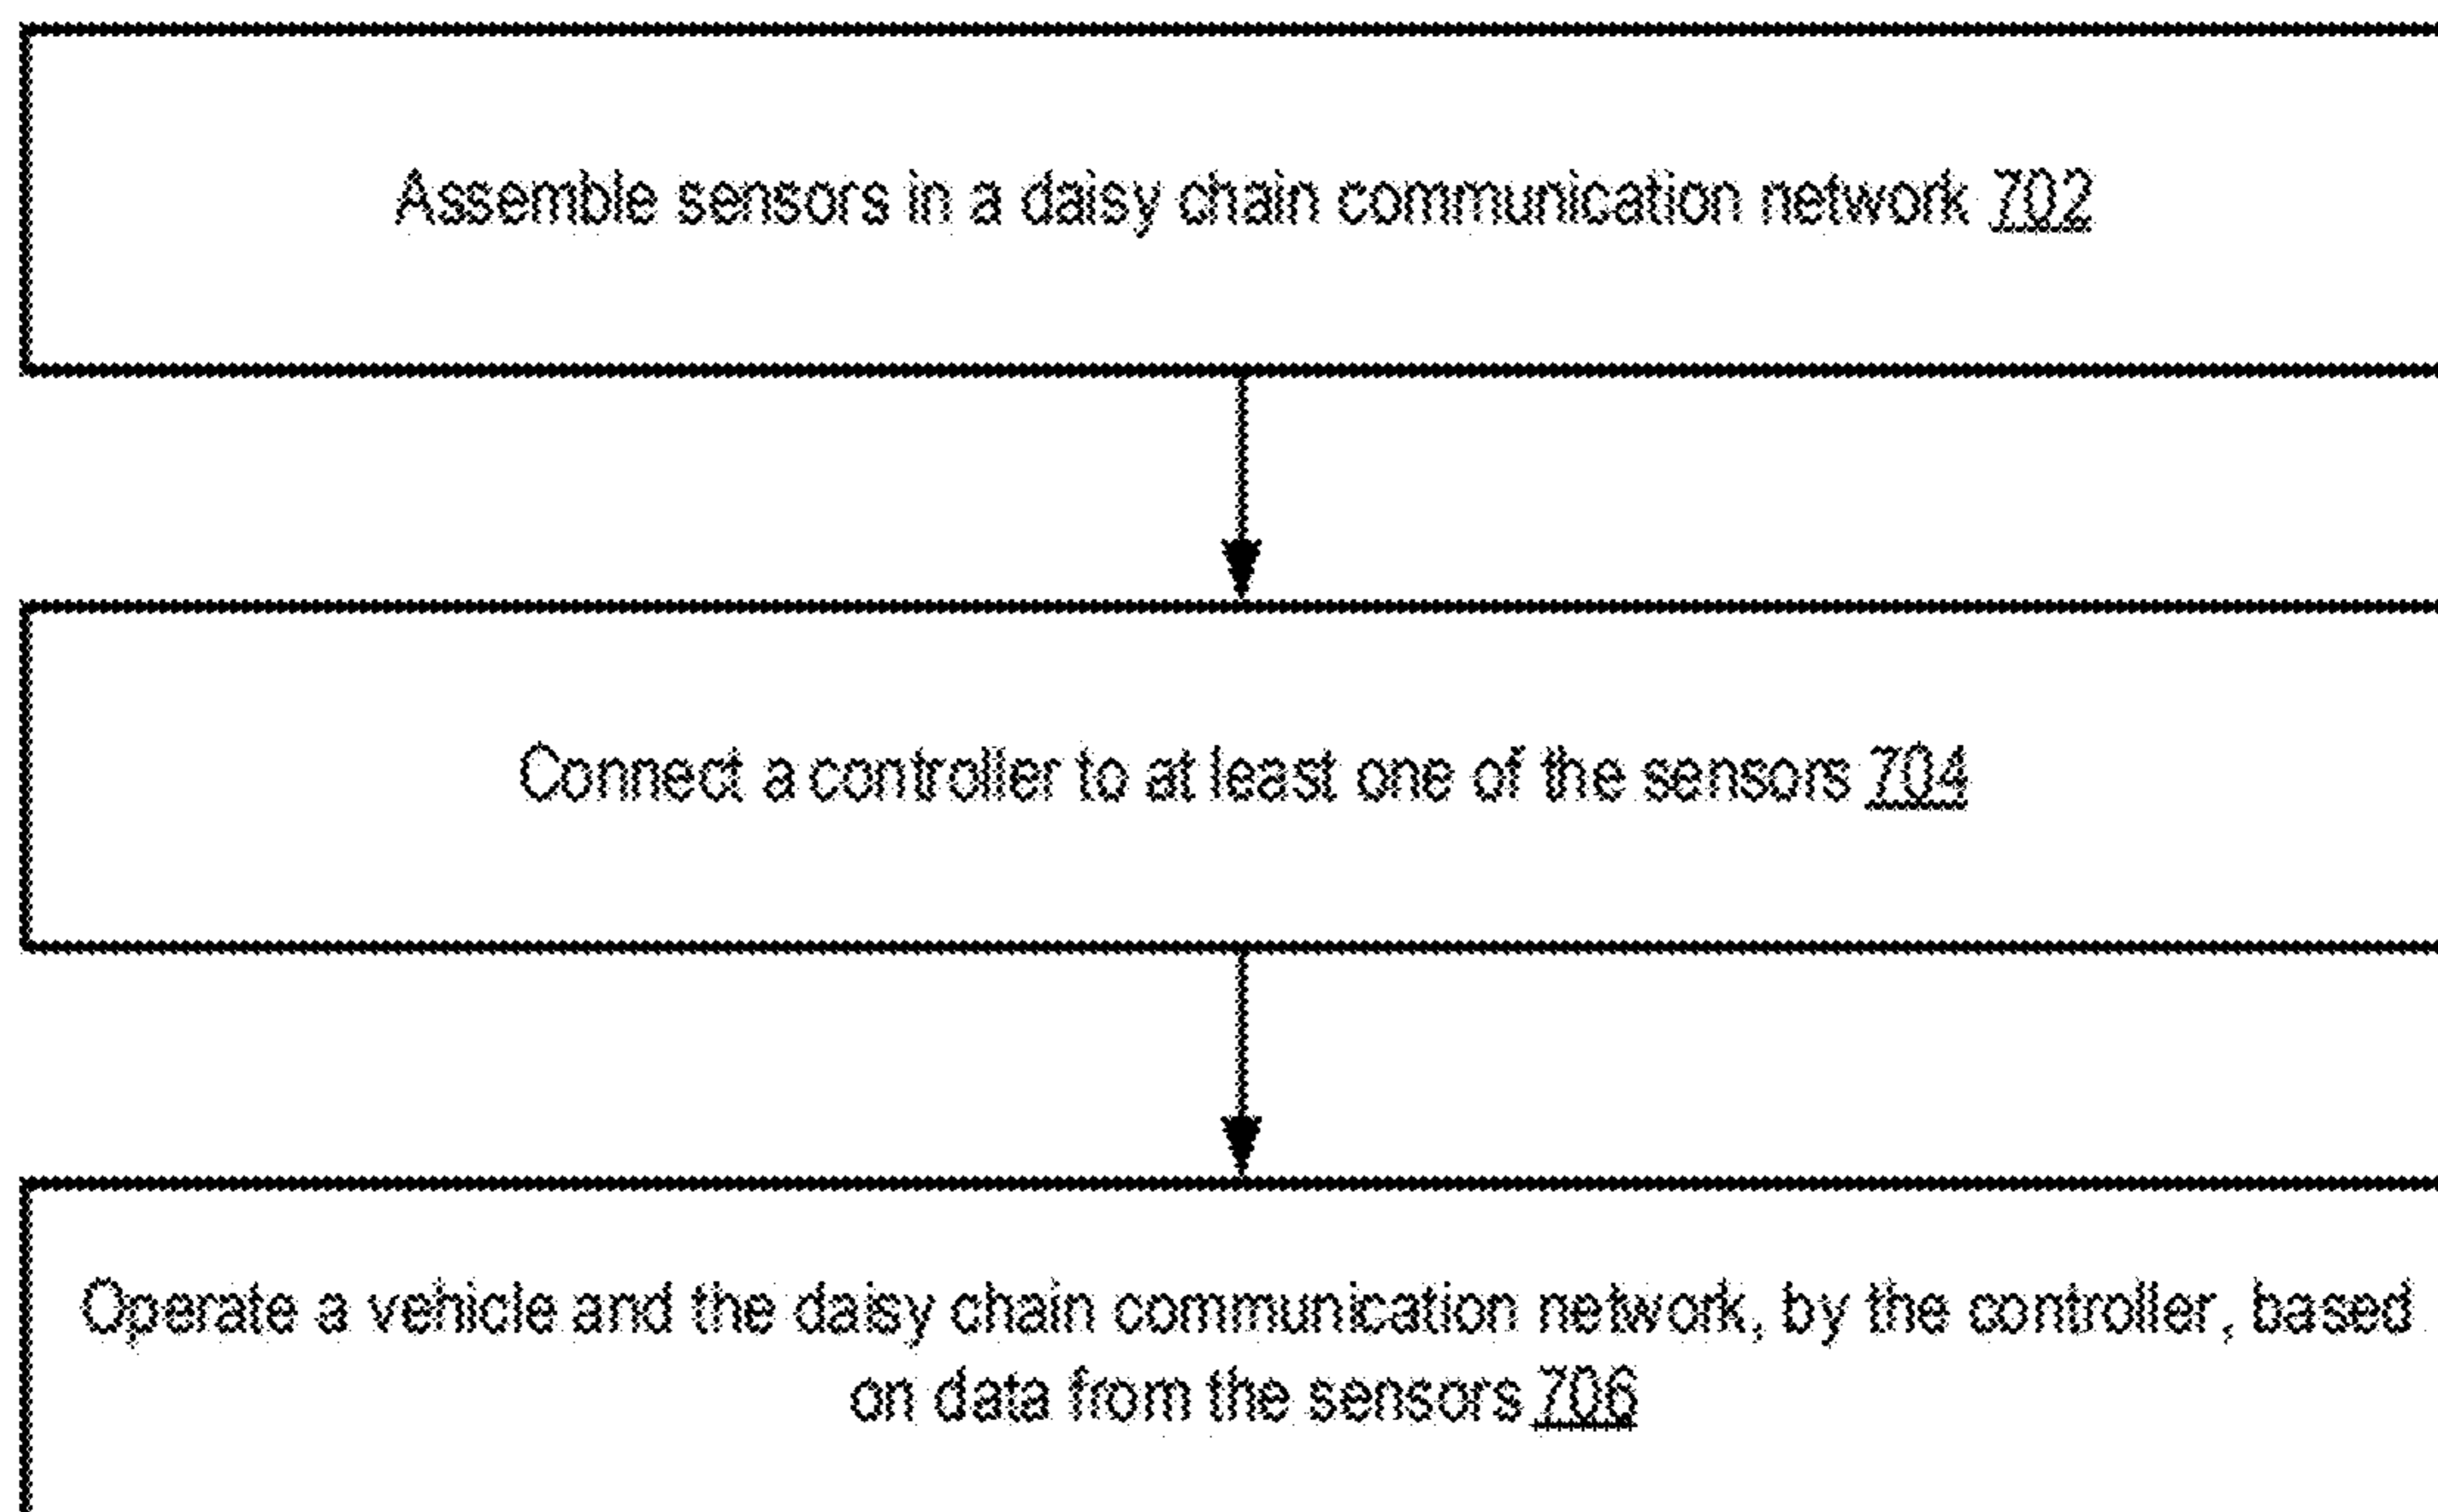 Assemble sensors in a daisy chain communication network 702
Connect a controller to at least one of the sensors 704
Operate a vehicle and the daisy chain communication network, by the controller, based
on data from the sensors 706